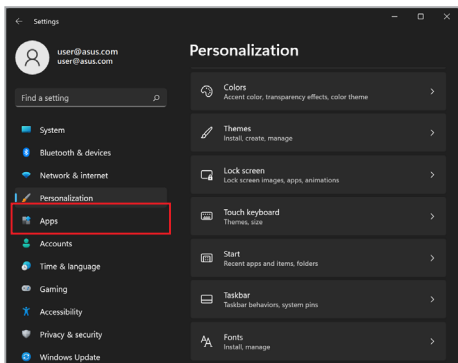 Settings
user@asus.com
user@asus.com
Find a setting
System
Bluetooth & devices
Network & internet
Personalization
Apps
Accounts
Time & language
Gaming
Accessibility
Privacy & security
Windows Update
Personalization
Colors
Accent color, transparency effects, color theme
Themes
Install, create, manage
Lock screen
Lock screen images, apps, animations
Touch keyboard
Themes, size
Start
Recent apps and items, folders
Taskbar
Taskbar behaviors, system pins
Fonts
Install, manage